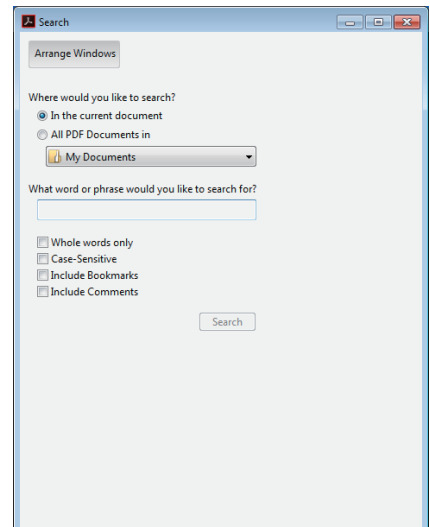 Search
Arrange Windows
Where would you like to search?
In the current document
All PDF Documents in
My Documents
What word or phrase would you like to search for?
Whole words only
Case-Sensitive
Include Bookmarks
Include Comments
Search